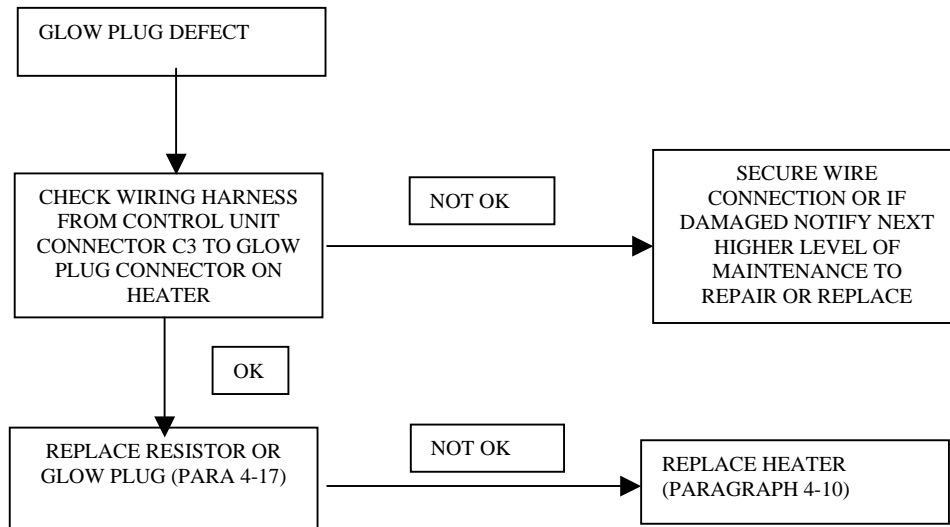 GLOW PLUG DEFECT
CHECK WIRING HARNESS
FROM CONTROL UNIT
CONNECTOR C3 TO GLOW
PLUG CONNECTOR ON
HEATER
NOT OK
SECURE WIRE
CONNECTION OR IF
DAMAGED NOTIFY NEXT
HIGHER LEVEL OF
MAINTENANCE TO
REPAIR OR REPLACE
OK
REPLACE RESISTOR OR
GLOW PLUG (PARA 4-17)
NOT OK
REPLACE HEATER
(PARAGRAPH 4-10)